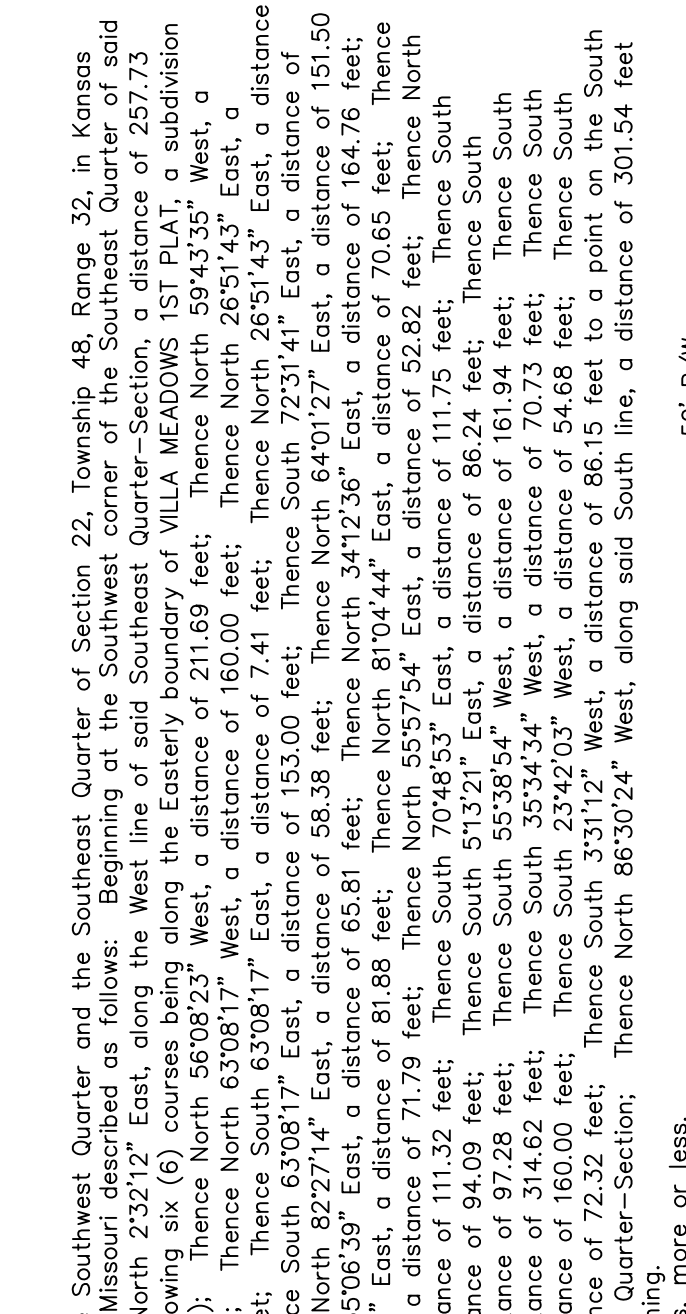 Southwest Quarter and the Southeast Quarter of Section 22, Township 48, Range 32, in Kansas
Missouri described as follows: Beginning at the Southwest corner of the Southeast Quarter of said
North 2°32'12" East, along the West line of said Southeast Quarter-Section, a distance of 257.73
owing six (6) courses being along the Easterly boundary of VILLA MEADOWS 1ST PLAT, a subdivision
); Thence North 56°08'23" West, a distance of 211.69 feet; Thence North 59°43'35" West, a
; Thence North 63°08'17" West, a distance of 160.00 feet; Thence North 26°51'43" East, a
et; Thence South 63°08'17" East, a distance of 7.41 feet; Thence North 26°51'43" East, a distance
ce South 63°08'17" East, a distance of 153.00 feet; Thence South 72°31'41" East, a distance of
North 82°27'14" East, a distance of 58.38 feet; Thence North 64°01'27" East, a distance of 151.50
5°06'39" East, a distance of 65.81 feet; Thence North 34°12'36" East, a distance of 164.76 feet;
" East, a distance of 81.88 feet; Thence North 81°04'44" East, a distance of 70.65 feet; Thence
a distance of 71.79 feet; Thence North 55°57'54" East, a distance of 52.82 feet; Thence North
ance of 111.32 feet; Thence South 70°48'53" East, a distance of 111.75 feet; Thence South
ance of 94.09 feet; Thence South 5°13'21" East, a distance of 86.24 feet; Thence South
ance of 97.28 feet; Thence South 55°38'54" West, a distance of 161.94 feet; Thence South
ance of 314.62 feet; Thence South 35°34'34" West, a distance of 70.73 feet; Thence South
ance of 160.00 feet; Thence South 23°42'03" West, a distance of 54.68 feet; Thence South
ce of 72.32 feet; Thence South 3°31'12" West, a distance of 86.15 feet to a point on the South
Quarter-Section; Thence North 86°30'24" West, along said South line, a distance of 301.54 feet
ning.
s, more or less.